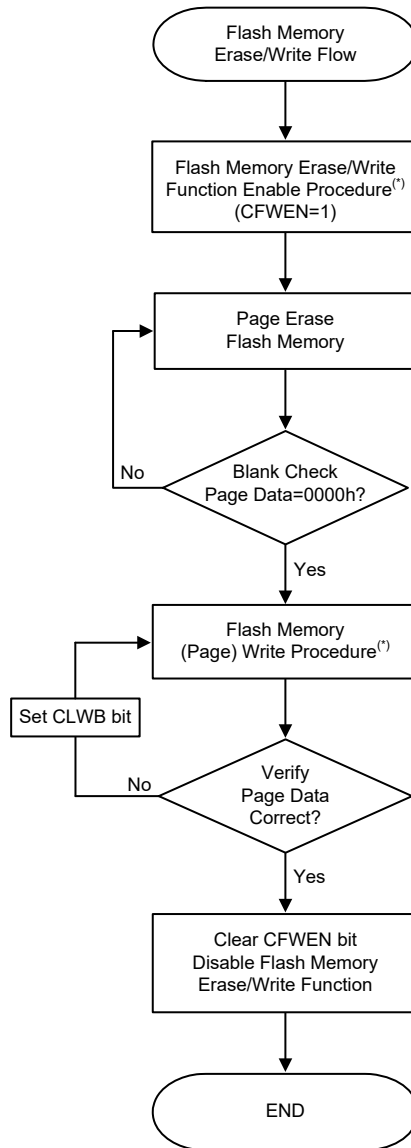 Flash Memory
Erase/Write Flow
Flash Memory Erase/Write
Function Enable Procedure(*)
(CFWEN=1)
Page Erase
Flash Memory
No
Blank Check
Page Data=0000h?
Yes
Flash Memory
(Page) Write Procedure(*)
Set CLWB bit
No
Verify
Page Data
Correct?
Yes
Clear CFWEN bit
Disable Flash Memory
Erase/Write Function
END